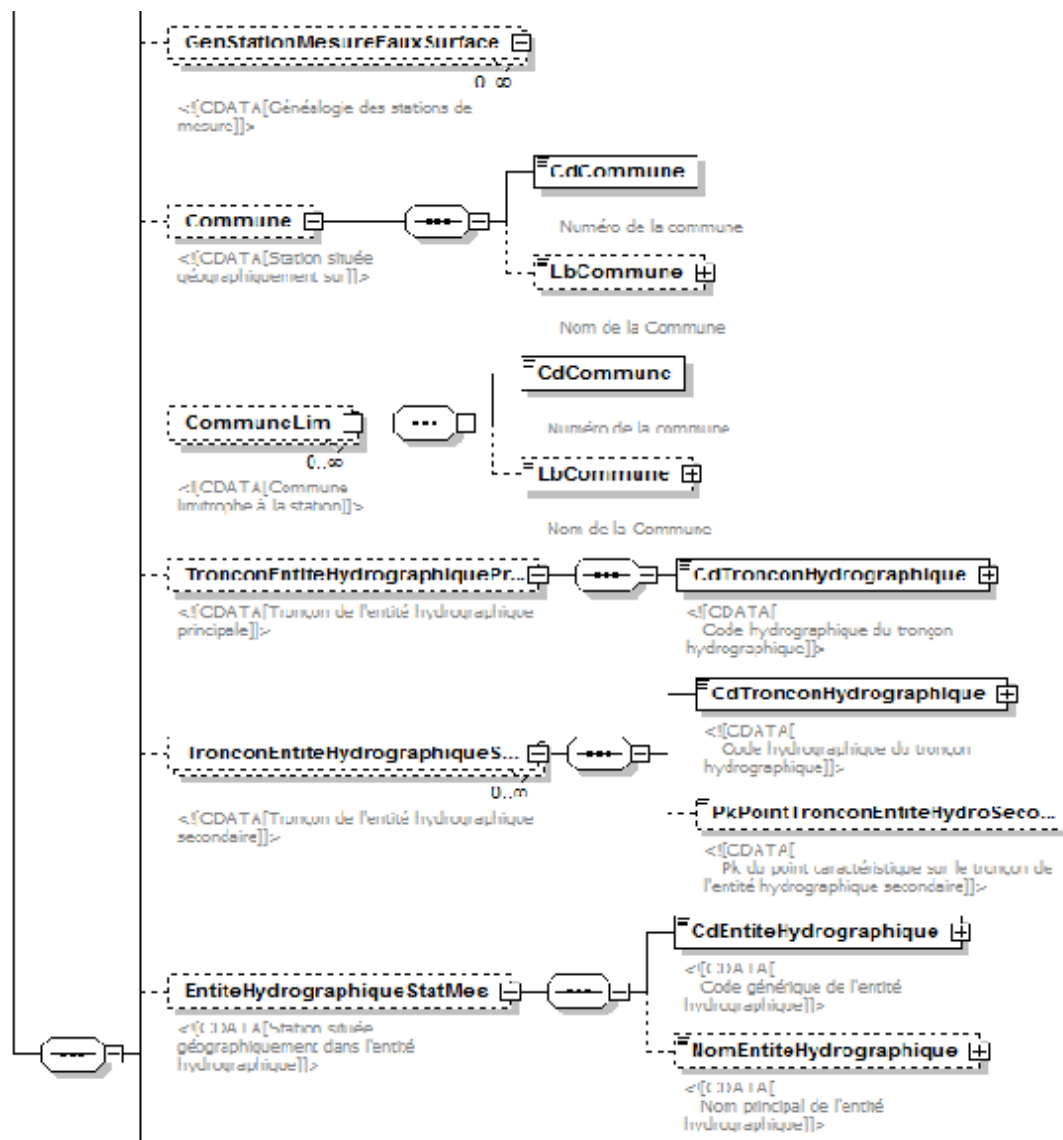 GenStationMesureEauxSurface
0..∞
<![CDATA[Généalogie des stations de
mesure]]>
CdCommune
Numéro de la commune
Commune
<![CDATA[Station située
géographiquement sur]]>
LbCommune
Nom de la Commune
CdCommune
Numéro de la commune
CommuneLim
0..∞
<![CDATA[Commune
limitrophe à la station]]>
LbCommune
Nom de la Commune
TronconEntiteHydrographiquePr...
<![CDATA[Tronçon de l'entité hydrographique
principale]]>
CdTronconHydrographique
<![CDATA[
Code hydrographique du tronçon
hydrographique]]>
CdTronconHydrographique
<![CDATA[
Code hydrographique du tronçon
hydrographique]]>
TronconEntiteHydrographiqueS...
0..∞
<![CDATA[Tronçon de l'entité hydrographique
secondaire]]>
PkPointTronconEntiteHydroSeco...
<![CDATA[
Pk du point caractéristique sur le tronçon de
l'entité hydrographique secondaire]]>
CdEntiteHydrographique
<![CDATA[
Code générique de l'entité
hydrographique]]>
EntiteHydrographiqueStatMes
<![CDATA[Station située
géographiquement dans l'entité
hydrographique]]>
NomEntiteHydrographique
<![CDATA[
Nom principal de l'entité
hydrographique]]>